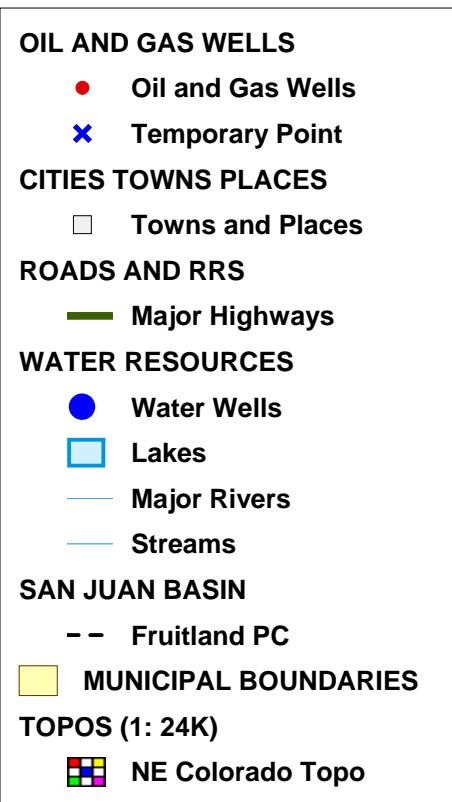 OIL AND GAS WELLS
Oil and Gas Wells
Temporary Point
CITIES TOWNS PLACES
Towns and Places
ROADS AND RRS
Major Highways
WATER RESOURCES
Water Wells
Lakes
Major Rivers
Streams
SAN JUAN BASIN
Fruitland PC
MUNICIPAL BOUNDARIES
TOPOS (1: 24K)
NE Colorado Topo